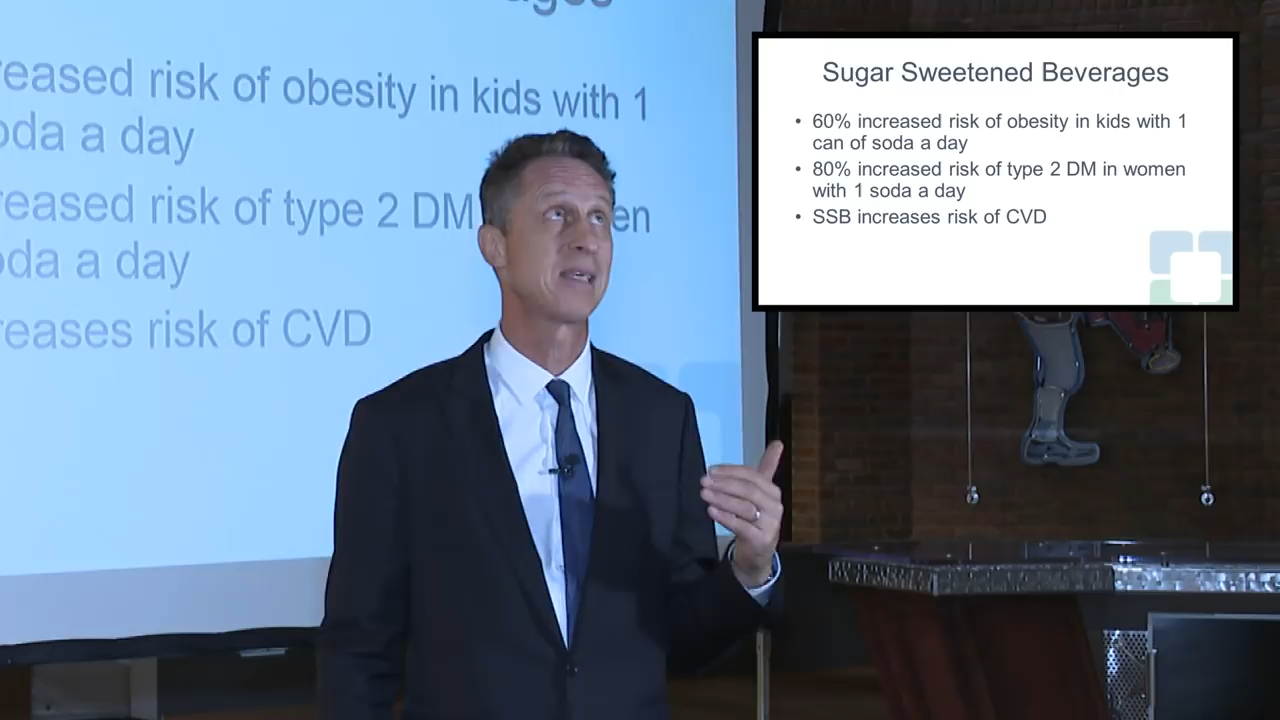 ages
reased risk of obesity in kids with 1
oda a day
reased risk of type 2 DM
en
oda a day
reases risk of CVD
Sugar Sweetened Beverages
• 60% increased risk of obesity in kids with 1
can of soda a day
• 80% increased risk of type 2 DM in women
with 1 soda a day
• SSB increases risk of CVD